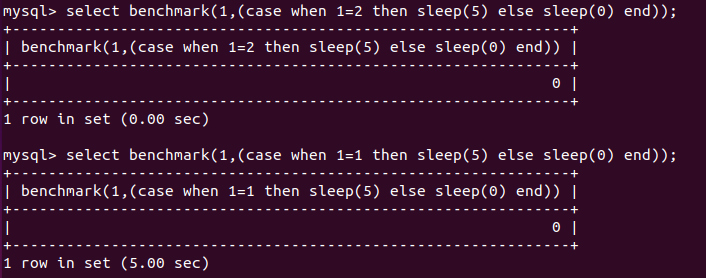 mysql> select benchmark(1,(case when 1=2 then sleep(5) else sleep(0) end));
+--------------------------------------------------------------+
| benchmark(1,(case when 1=2 then sleep(5) else sleep(0) end)) |
+--------------------------------------------------------------+
|                                                            0 |
+--------------------------------------------------------------+
1 row in set (0.00 sec)

mysql> select benchmark(1,(case when 1=1 then sleep(5) else sleep(0) end));
+--------------------------------------------------------------+
| benchmark(1,(case when 1=1 then sleep(5) else sleep(0) end)) |
+--------------------------------------------------------------+
|                                                            0 |
+--------------------------------------------------------------+
1 row in set (5.00 sec)